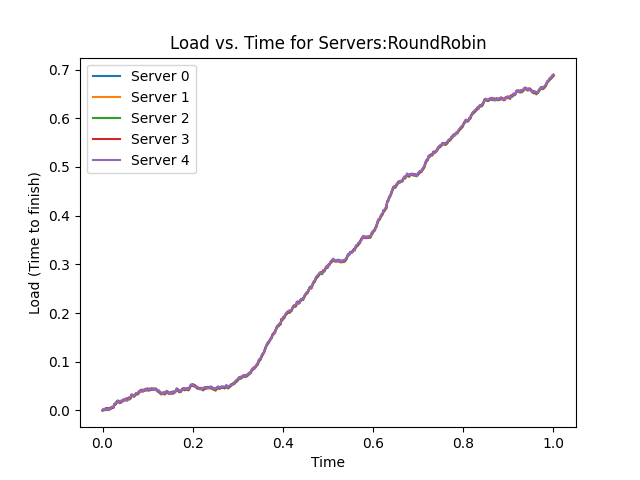 Load vs. Time for Servers:RoundRobin
Server 0
Server 1
Server 2
Server 3
Server 4
Load (Time to finish)
0.7
0.6
0.5
0.4
0.3
0.2
0.1
0.0
0.0 0.2 0.4 0.6 0.8 1.0
Time